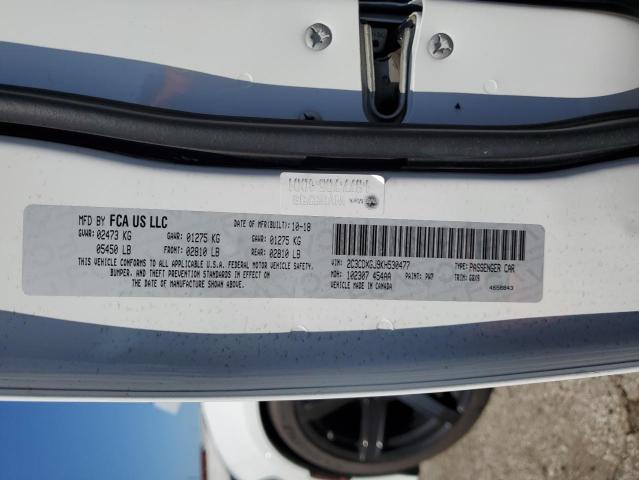 MFD BY FCA US LLC DATE OF MFR(BUILT): 10-18
GVWR: 02473 KG GAWR: 01275 KG GAWR: 01275 KG
05450 LB FRONT: 02810 LB REAR: 02810 LB
THIS VEHICLE CONFORMS TO ALL APPLICABLE U.S.A. FEDERAL MOTOR VEHICLE SAFETY,
BUMPER, AND THEFT PREVENTION STANDARDS IN EFFECT ON
THE DATE OF MANUFACTURE SHOWN ABOVE.
VIN: 2C3CDXGJ9KH530477 TYPE: PASSENGER CAR
MDH: 102307 454AA PAINT: PW7 TRIM: GRX9
VEHICLE MADE IN CANADA
4658843